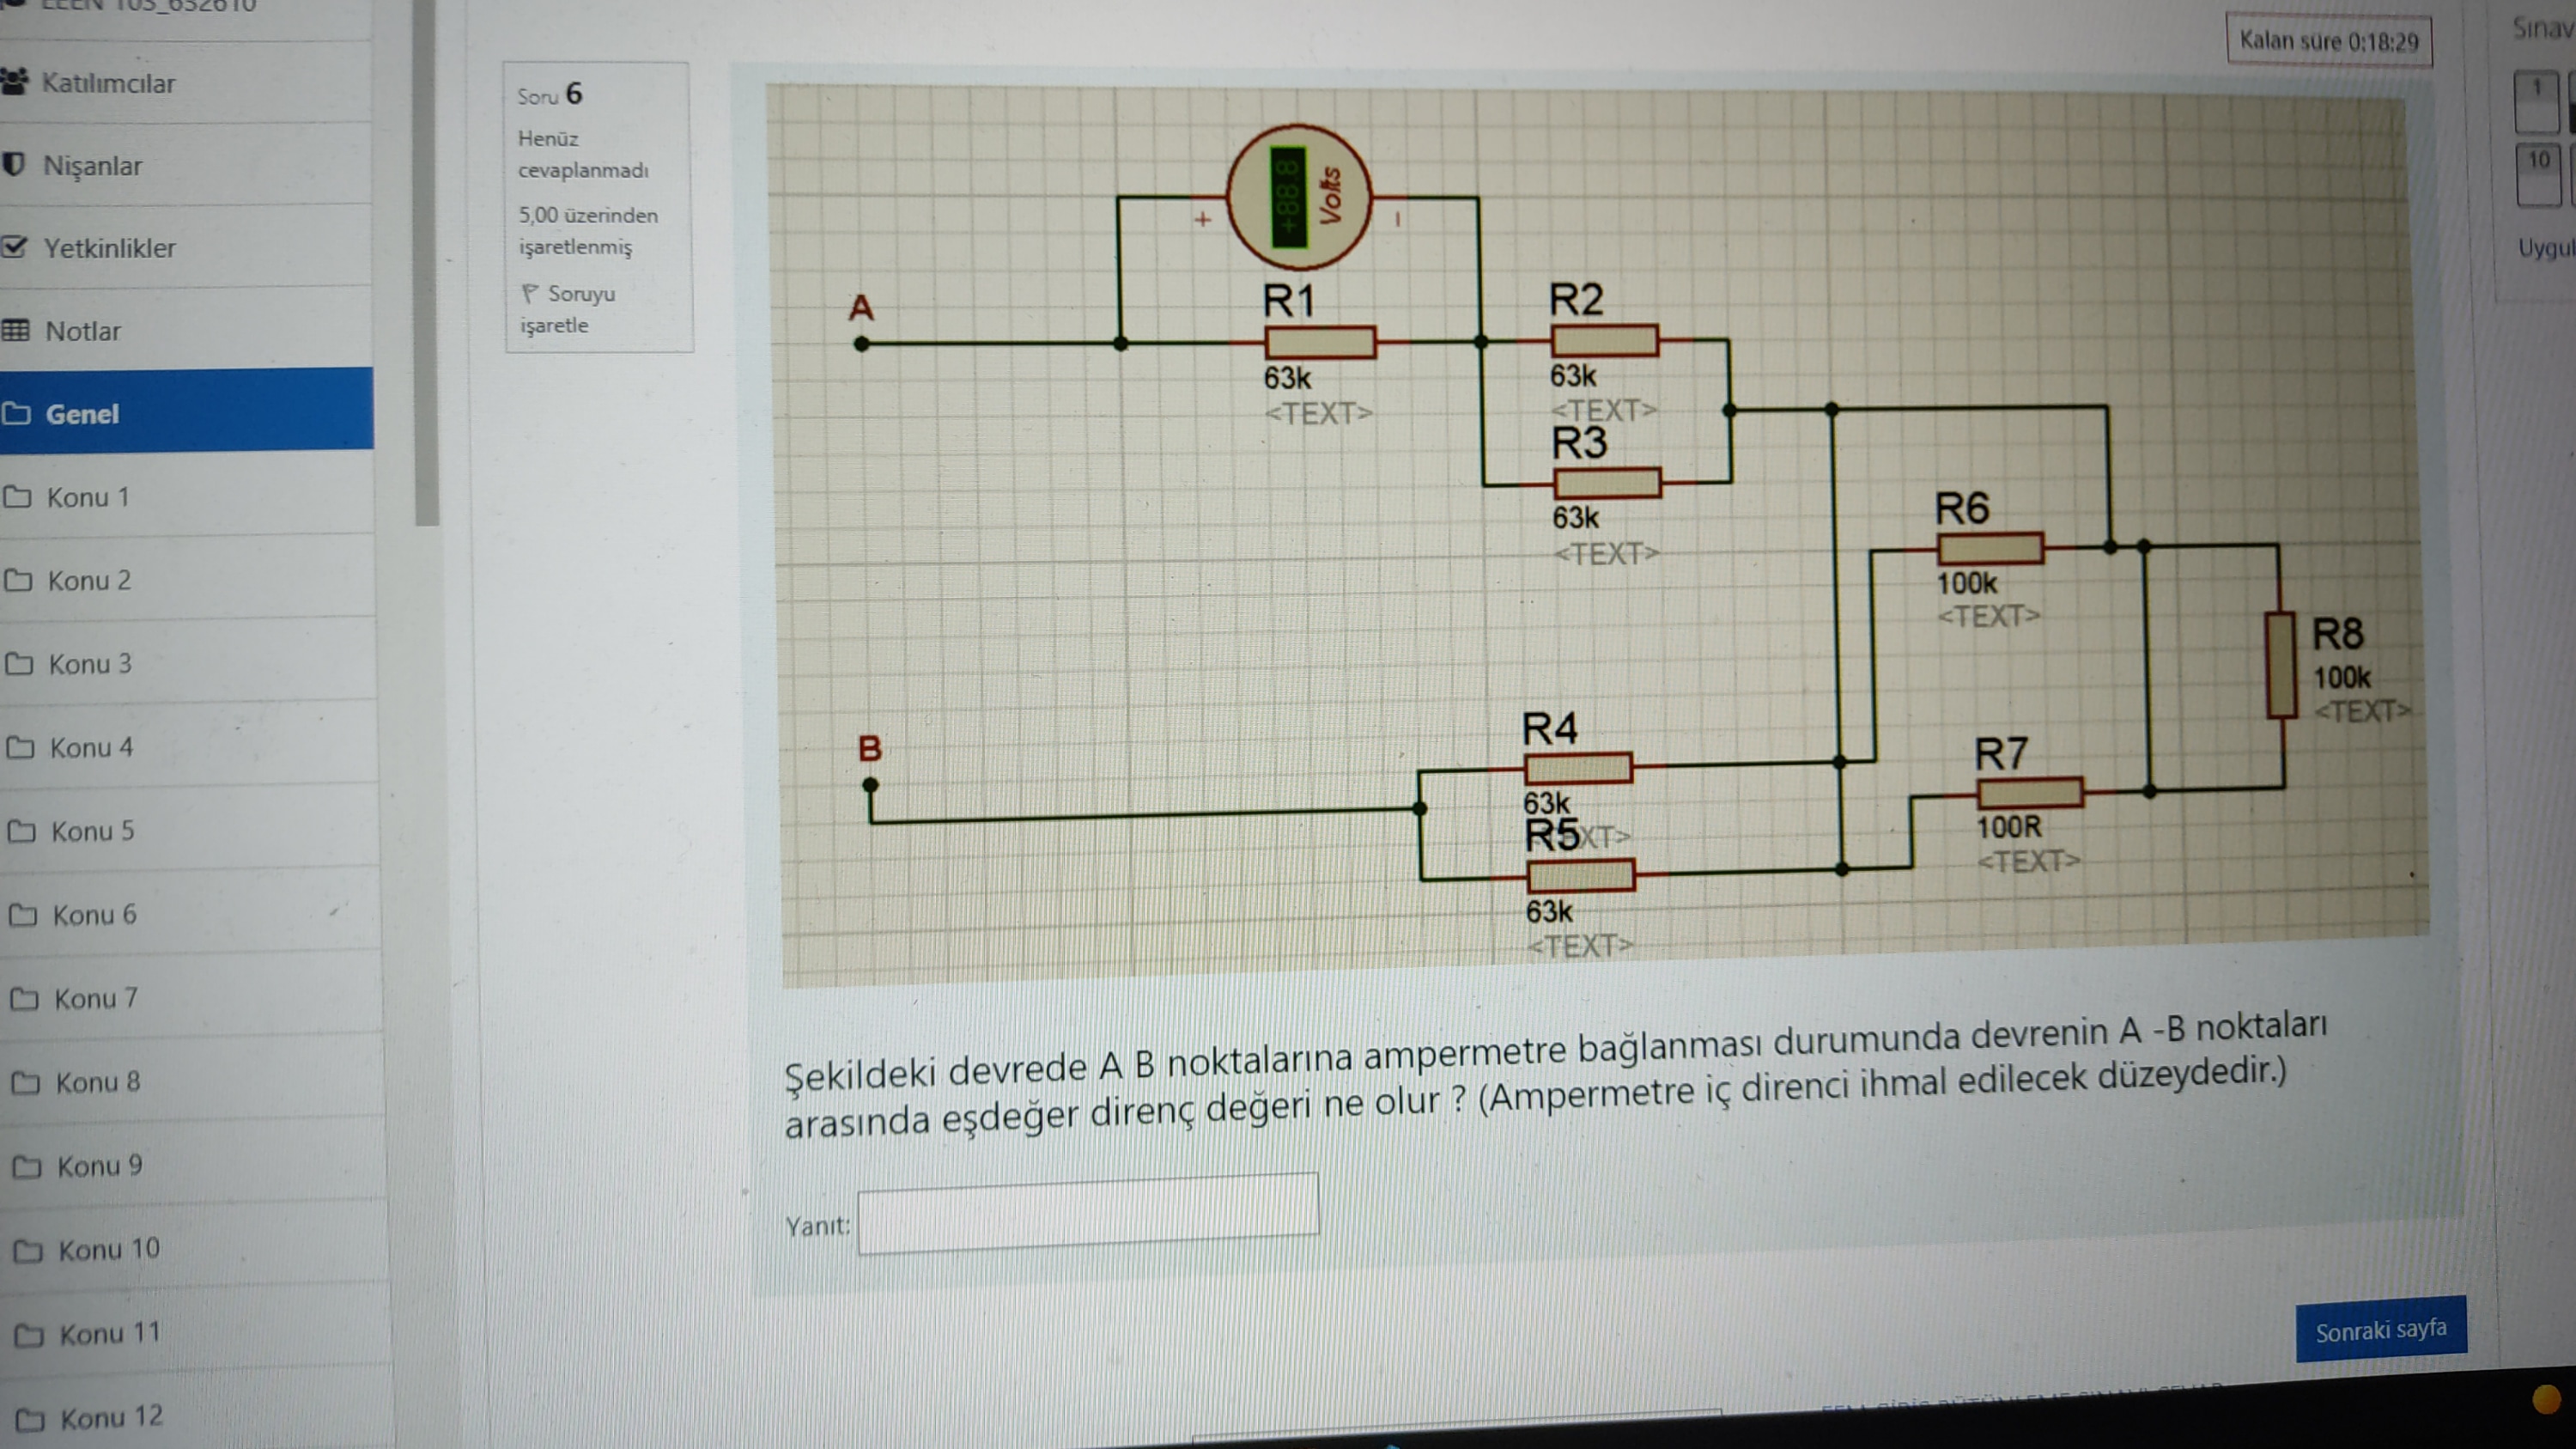 EEEN 103_632610
Katılımcılar
Nişanlar
Yetkinlikler
Notlar
Genel
Konu 1
Konu 2
Konu 3
Konu 4
Konu 5
Konu 6
Konu 7
Konu 8
Konu 9
Konu 10
Konu 11
Konu 12
Soru 6
Henüz
cevaplanmadı
5,00 üzerinden
işaretlenmiş
Soruyu
işaretle
Kalan süre 0:18:29
Sınav
1
10
Uygul
+88.8
Volts
+
-
A
R1
63k
<TEXT>
R2
63k
<TEXT>
R3
63k
<TEXT>
R6
100k
<TEXT>
R8
100k
<TEXT>
B
R4
63k
R5XT>
63k
<TEXT>
R7
100R
<TEXT>
Şekildeki devrede A B noktalarına ampermetre bağlanması durumunda devrenin A -B noktaları
arasında eşdeğer direnç değeri ne olur ? (Ampermetre iç direnci ihmal edilecek düzeydedir.)
Yanıt:
Sonraki sayfa